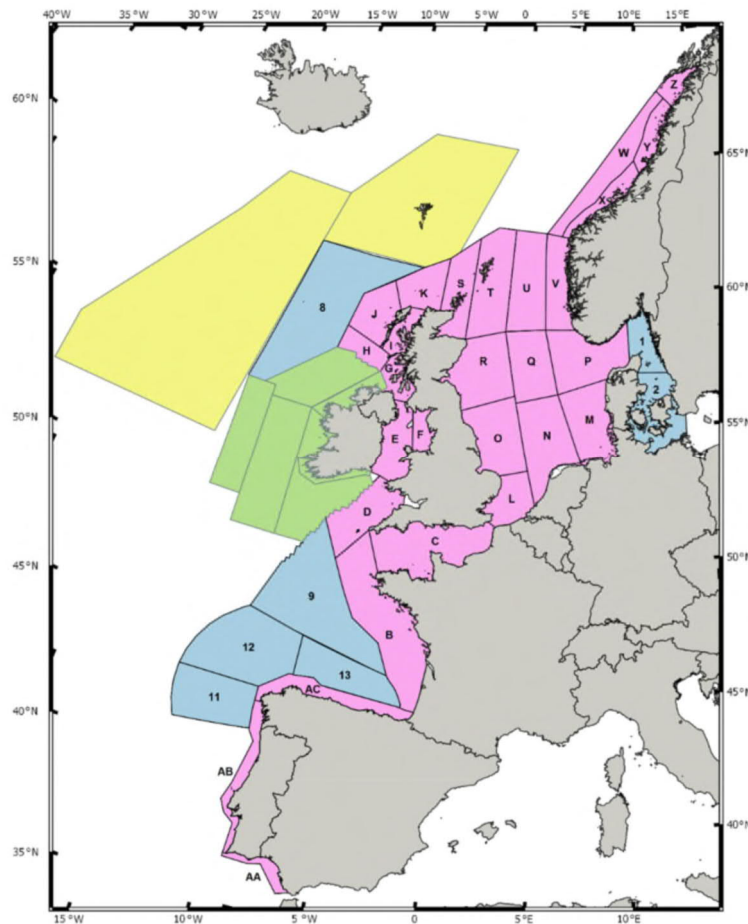 40°W 35°W 30°W 25°W 20°W 15°W 10°W 5°W 0° 5°E 10°E 15°E
60°N
65°N
55°N
60°N
50°N
55°N
45°N
50°N
40°N
45°N
35°N
40°N
Z
W
Y
X
S
K
T
U
V
8
J
I
H
G
R
Q
P
1
2
E
F
O
N
M
L
D
C
9
B
12
13
11
AC
AB
AA
15°W 10°W 5°W 0° 5°E 10°E